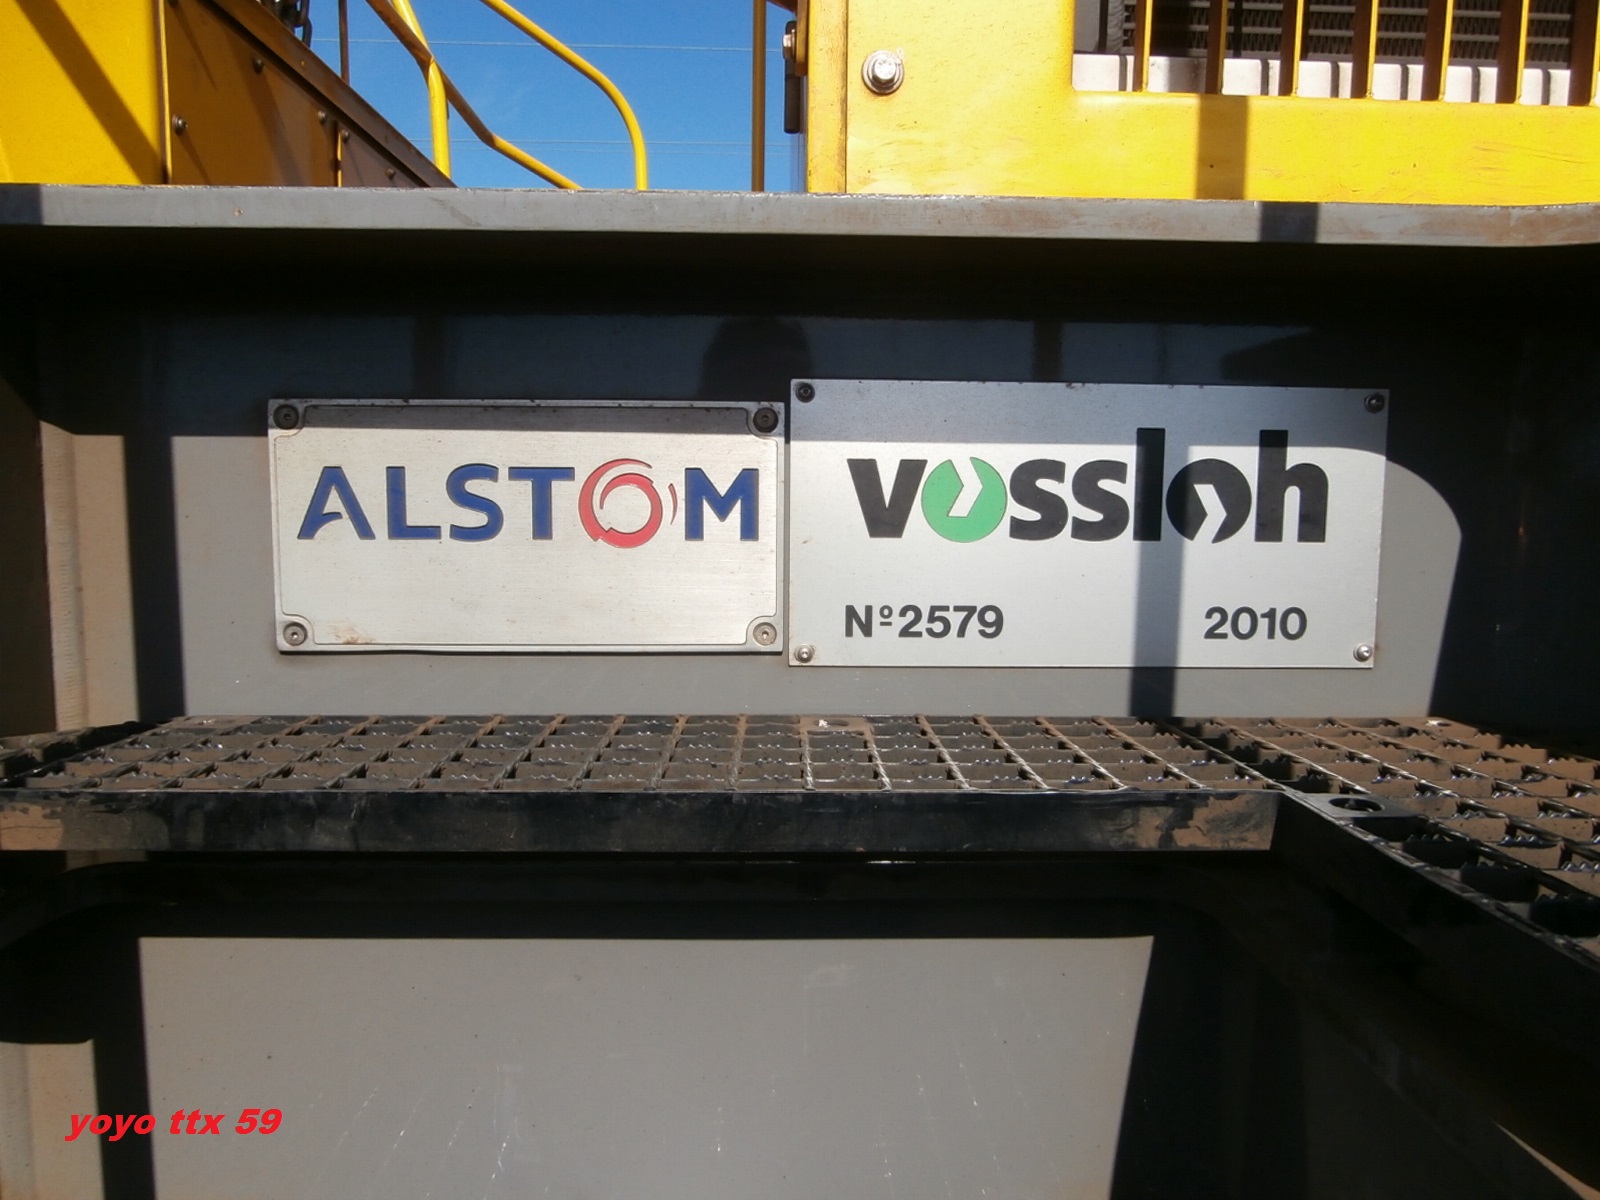 ALSTOM
vossloh
Nº2579 2010
yoyo ttx 59